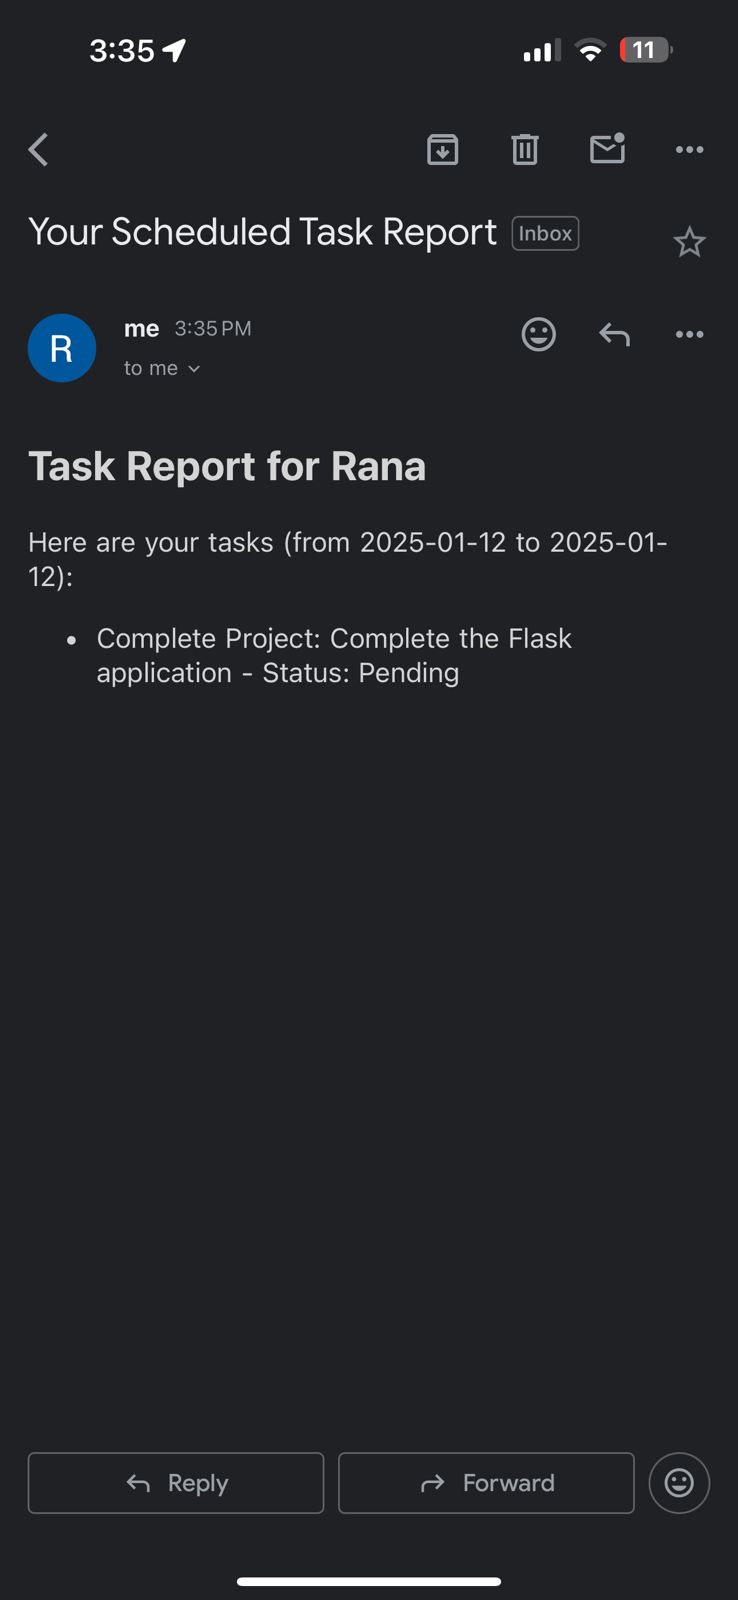 3:35
11
Your Scheduled Task Report Inbox
R
me 3:35 PM
to me
Task Report for Rana
Here are your tasks (from 2025-01-12 to 2025-01-
12):
• Complete Project: Complete the Flask
application - Status: Pending
Reply
Forward